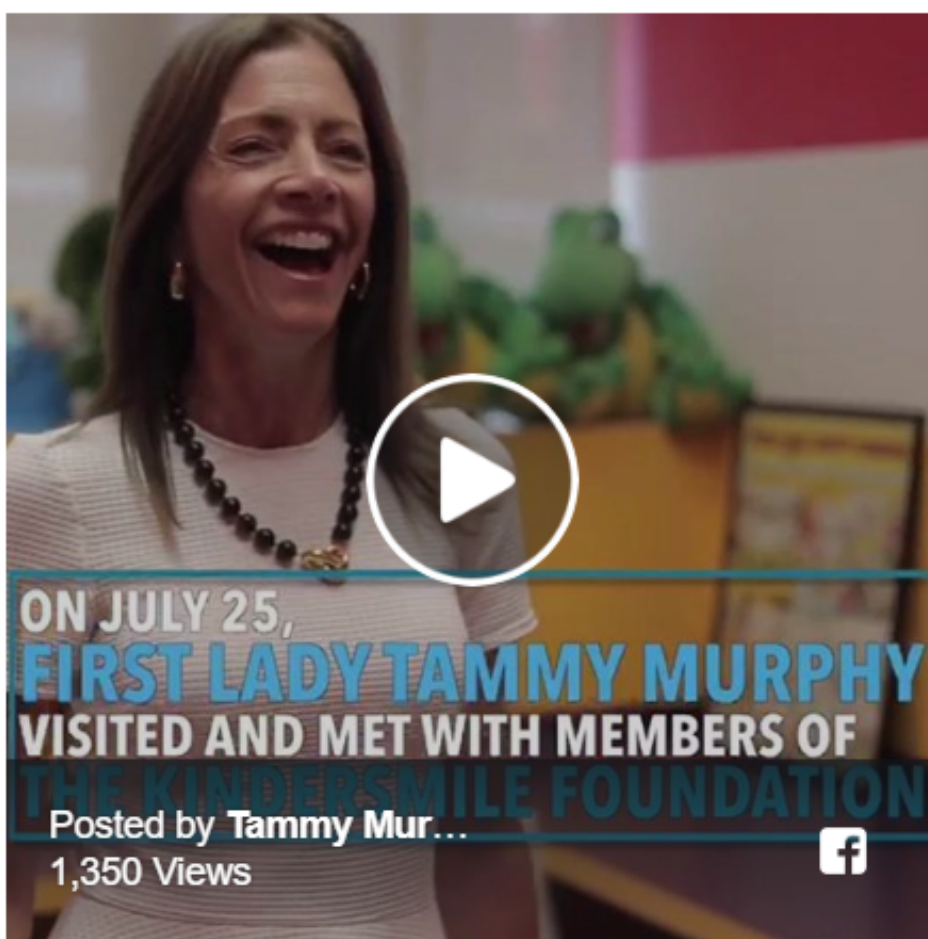 ON JULY 25,
FIRST LADY TAMMY MURPHY
VISITED AND MET WITH MEMBERS OF
THE KINDERSMILE FOUNDATION
Posted by Tammy Mur...
1,350 Views